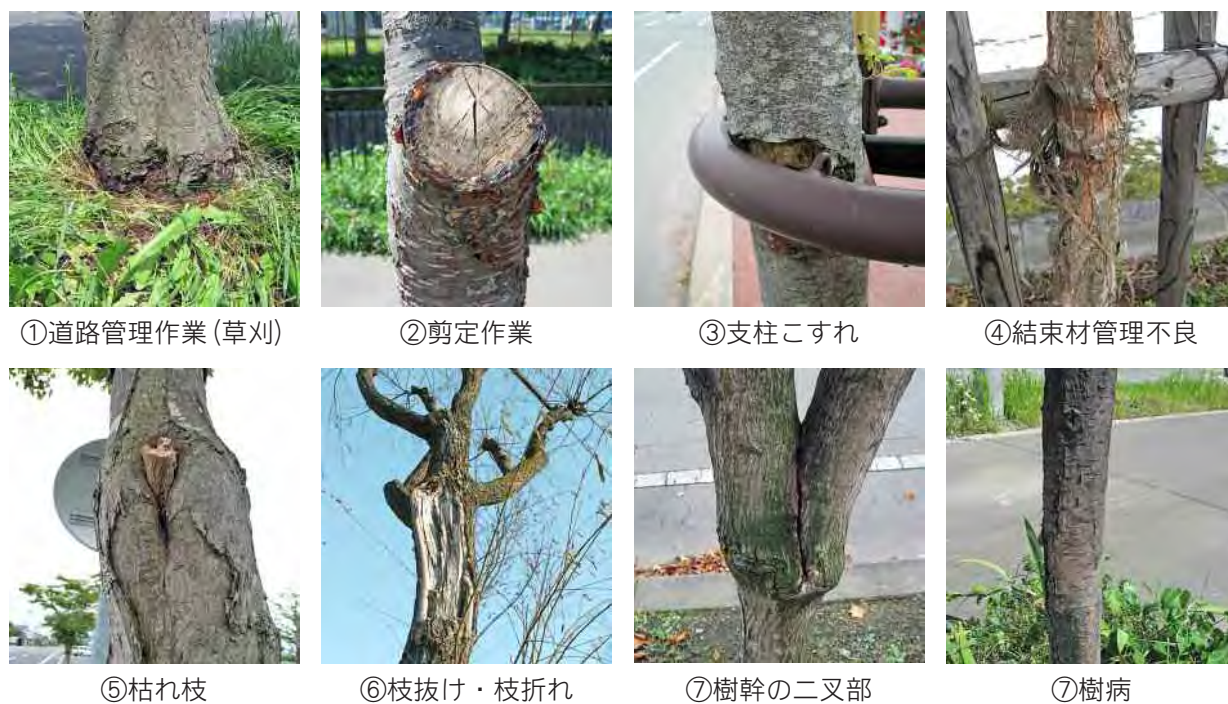 ①道路管理作業(草刈)
②剪定作業
③支柱こすれ
④結束材管理不良
⑤枯れ枝
⑥枝抜け・枝折れ
⑦樹幹の二叉部
⑦樹病